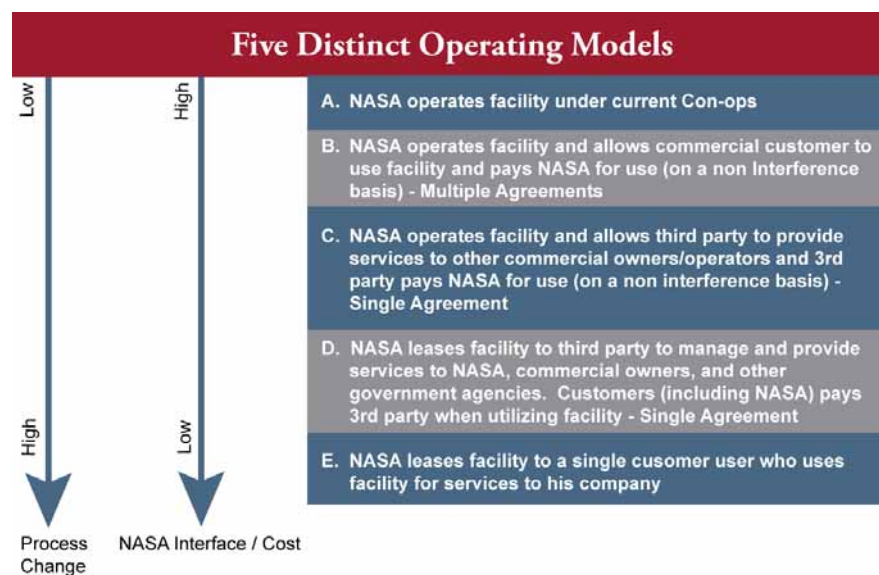 Five Distinct Operating Models
Low
High
A. NASA operates facility under current Con-ops
B. NASA operates facility and allows commercial customer to
use facility and pays NASA for use (on a non Interference
basis) - Multiple Agreements
C. NASA operates facility and allows third party to provide
services to other commercial owners/operators and 3rd
party pays NASA for use (on a non interference basis) -
Single Agreement
D. NASA leases facility to third party to manage and provide
services to NASA, commercial owners, and other
government agencies. Customers (including NASA) pays
3rd party when utilizing facility - Single Agreement
E. NASA leases facility to a single cusomer user who uses
facility for services to his company
High
Low
Process
Change
NASA Interface / Cost